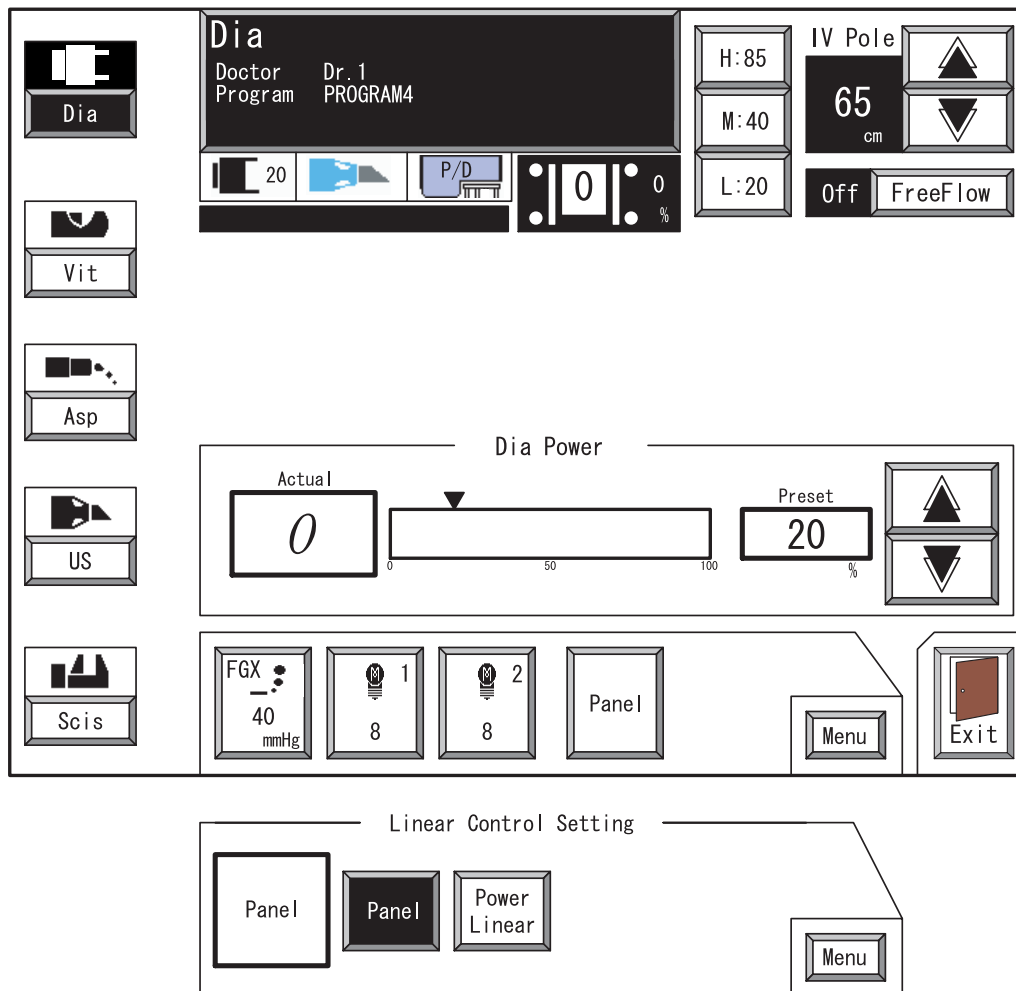 Dia
Doctor Dr.1
Program PROGRAM4
20
P/D
0
0
%
H:85
M:40
L:20
IV Pole
65
cm
Off
FreeFlow
Dia
Vit
Asp
US
Scis
Dia Power
Actual
0
0 50 100
Preset
20
%
FGX
40
mmHg
M 1
8
M 2
8
Panel
Menu
Exit
Linear Control Setting
Panel
Panel
Power
Linear
Menu